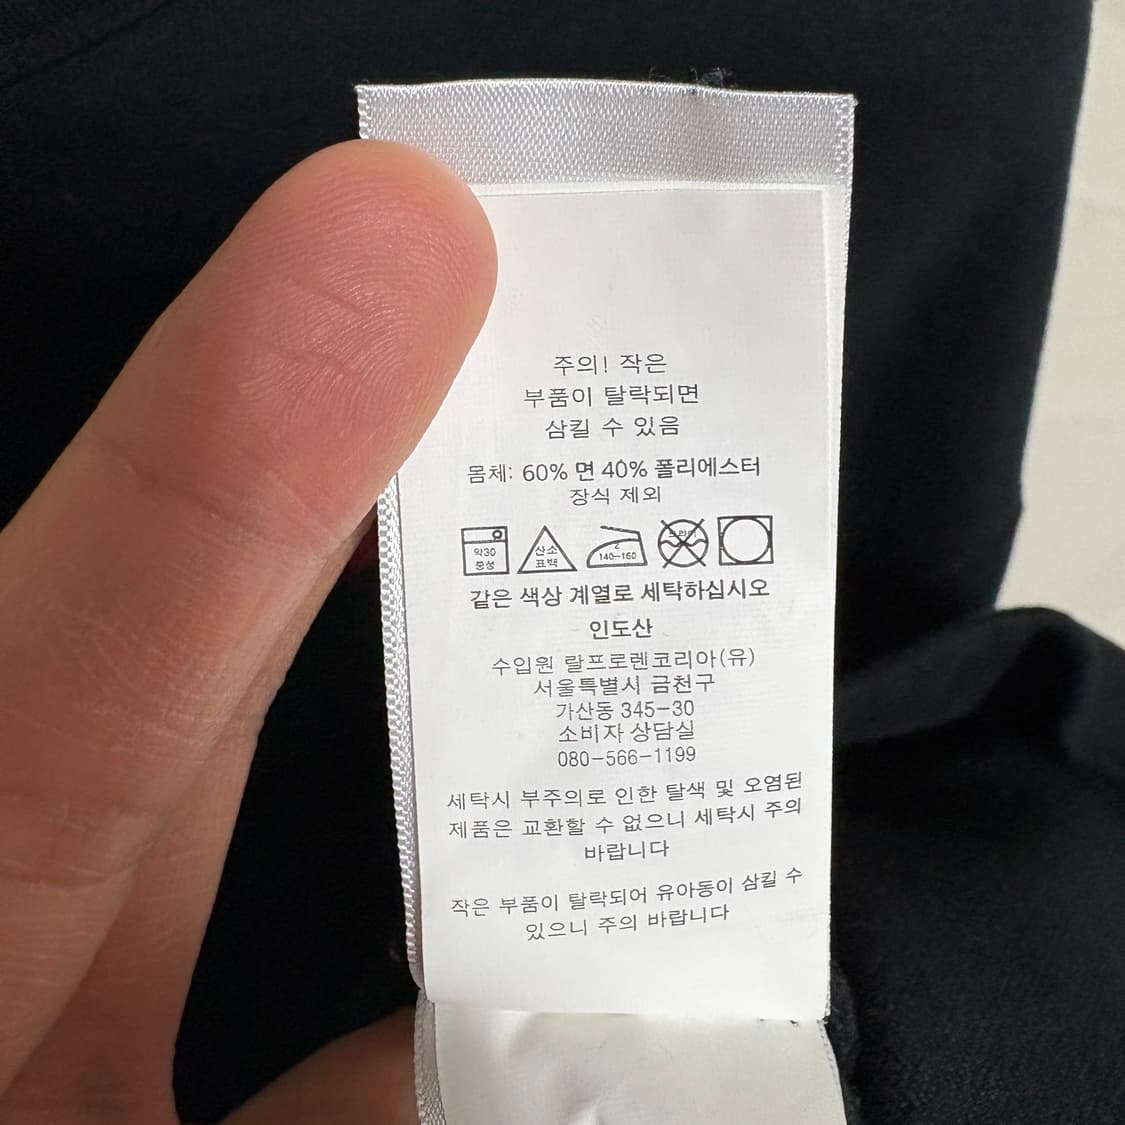 주의! 작은
부품이 탈락되면
삼킬 수 있음
몸체: 60% 면 40% 폴리에스터
장식 제외
약30
중성
산소
표백
2
140-160
드라이
같은 색상 계열로 세탁하십시오
인도산
수입원 랄프로렌코리아(유)
서울특별시 금천구
가산동 345-30
소비자 상담실
080-566-1199
세탁시 부주의로 인한 탈색 및 오염된
제품은 교환할 수 없으니 세탁시 주의
바랍니다
작은 부품이 탈락되어 유아동이 삼킬 수
있으니 주의 바랍니다